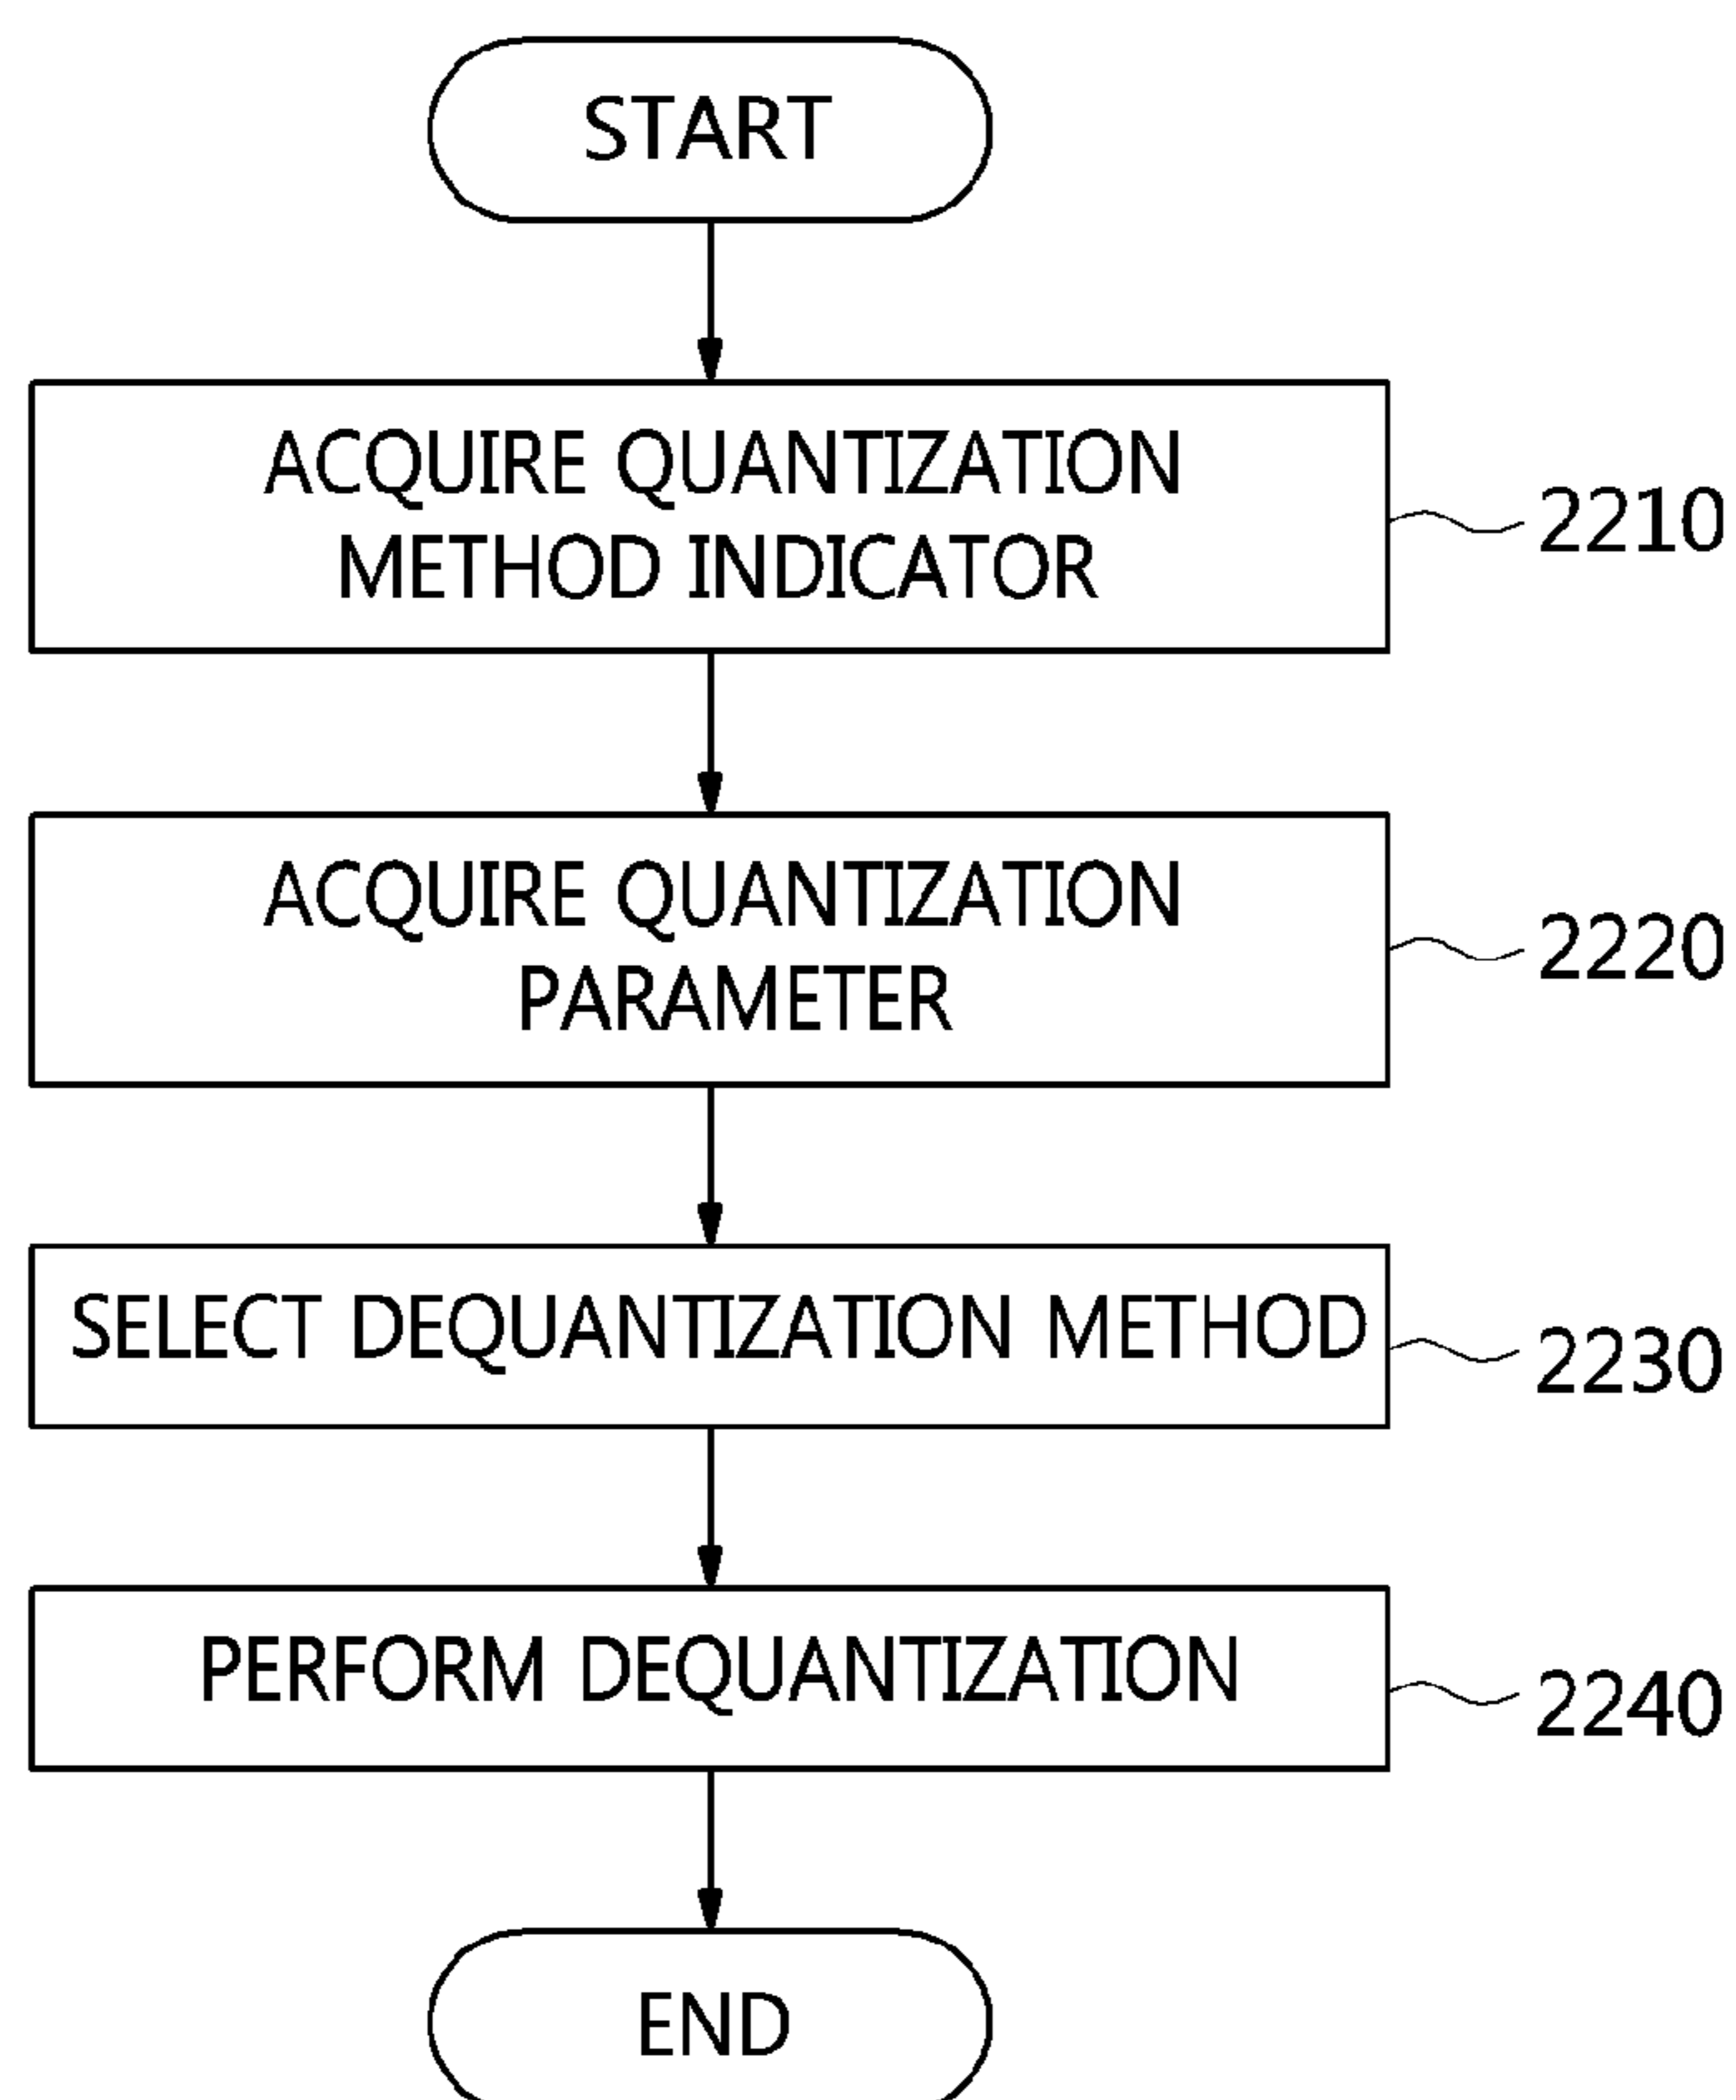 START
ACQUIRE QUANTIZATION
METHOD INDICATOR
2210
ACQUIRE QUANTIZATION
PARAMETER
2220
SELECT DEQUANTIZATION METHOD
2230
PERFORM DEQUANTIZATION
2240
END